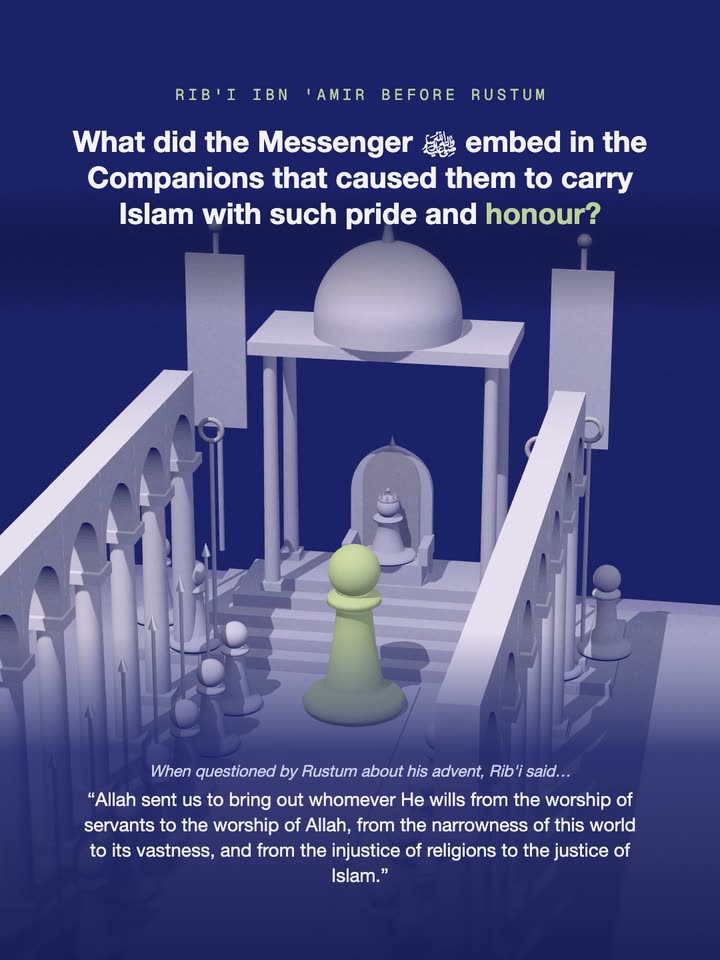 RIB'I IBN 'AMIR BEFORE RUSTUM
What did the Messenger ﷺ embed in the
Companions that caused them to carry
Islam with such pride and honour?
When questioned by Rustum about his advent, Rib'i said…
“Allah sent us to bring out whomever He wills from the worship of
servants to the worship of Allah, from the narrowness of this world
to its vastness, and from the injustice of religions to the justice of
Islam.”